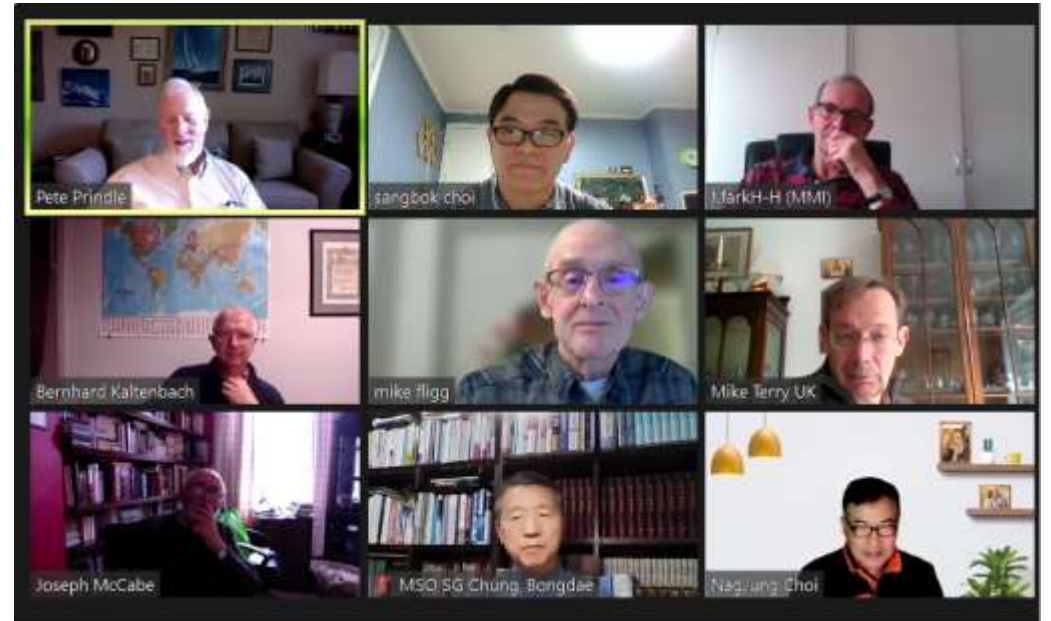 Pete Prindle
sangbok choi
MarkH-H (MMI)
Bernhard Kaltenbach
mike fligg
Mike Terry UK
Joseph McCabe
MSO SG Chung, Bongdae
NagJung Choi